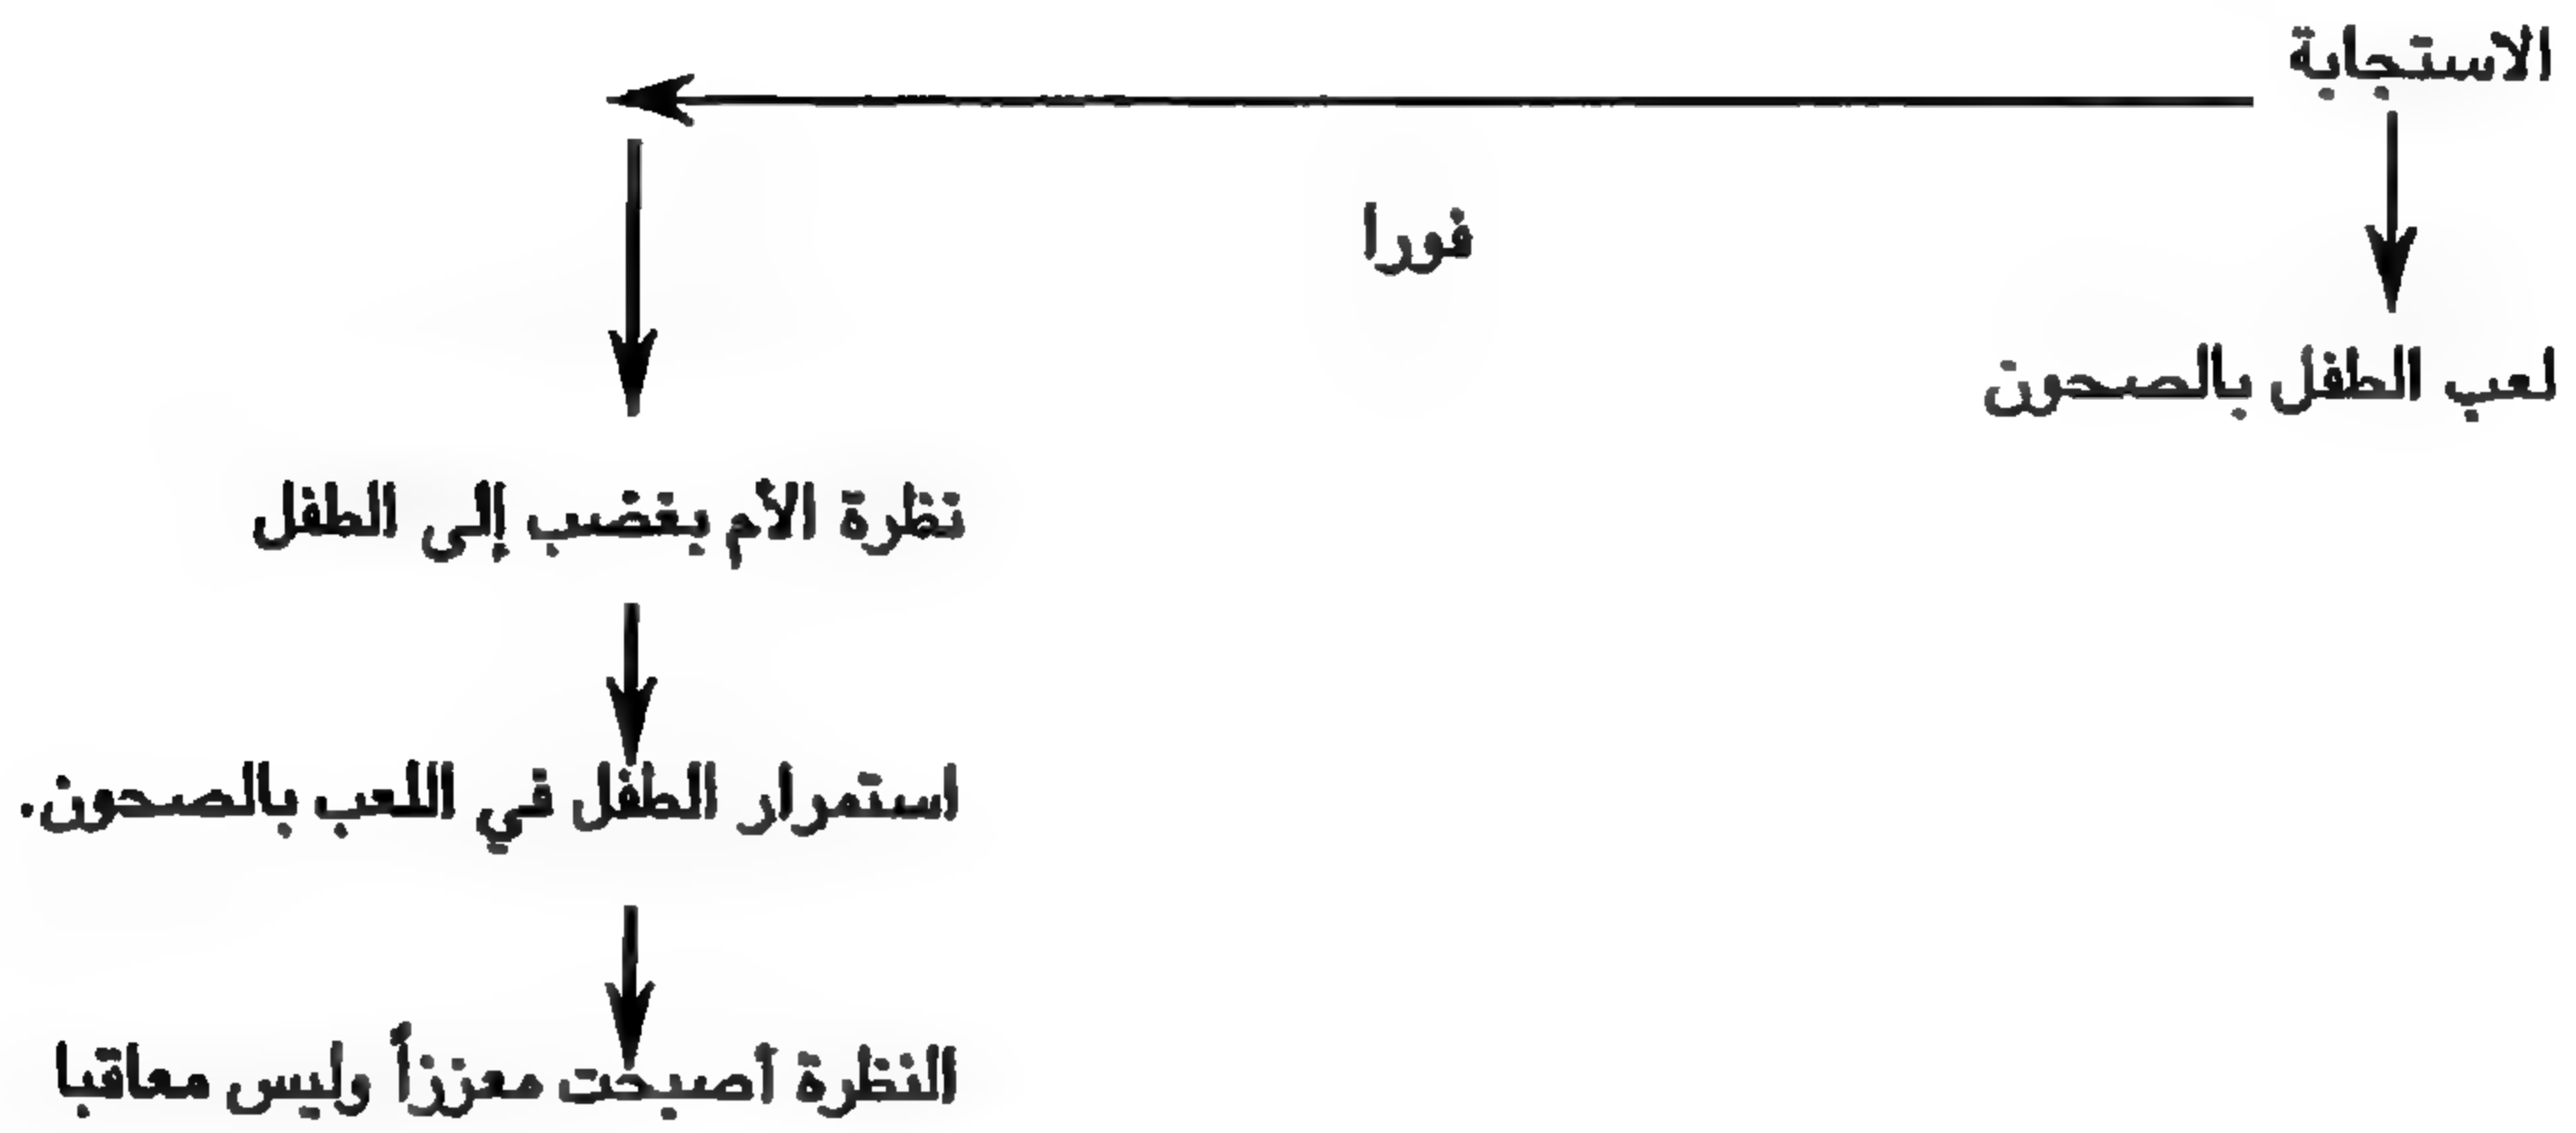 الاستجابة
فورا
لعب الطفل بالصحون
نظرة الأم بغضب إلى الطفل
استمرار الطفل في اللعب بالصحون.
النظرة أصبحت معززاً وليس معاقبا